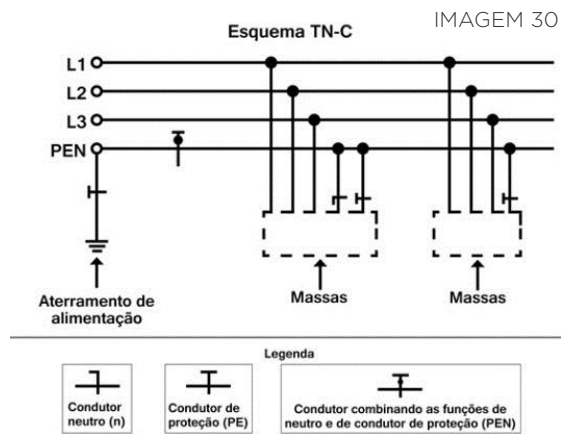 IMAGEM 30
Esquema TN-C
L1
L2
L3
PEN
Aterramento de
alimentação
Massas
Massas
Legenda
Condutor
neutro (n)
Condutor de
proteção (PE)
Condutor combinando as funções de
neutro e de condutor de proteção (PEN)